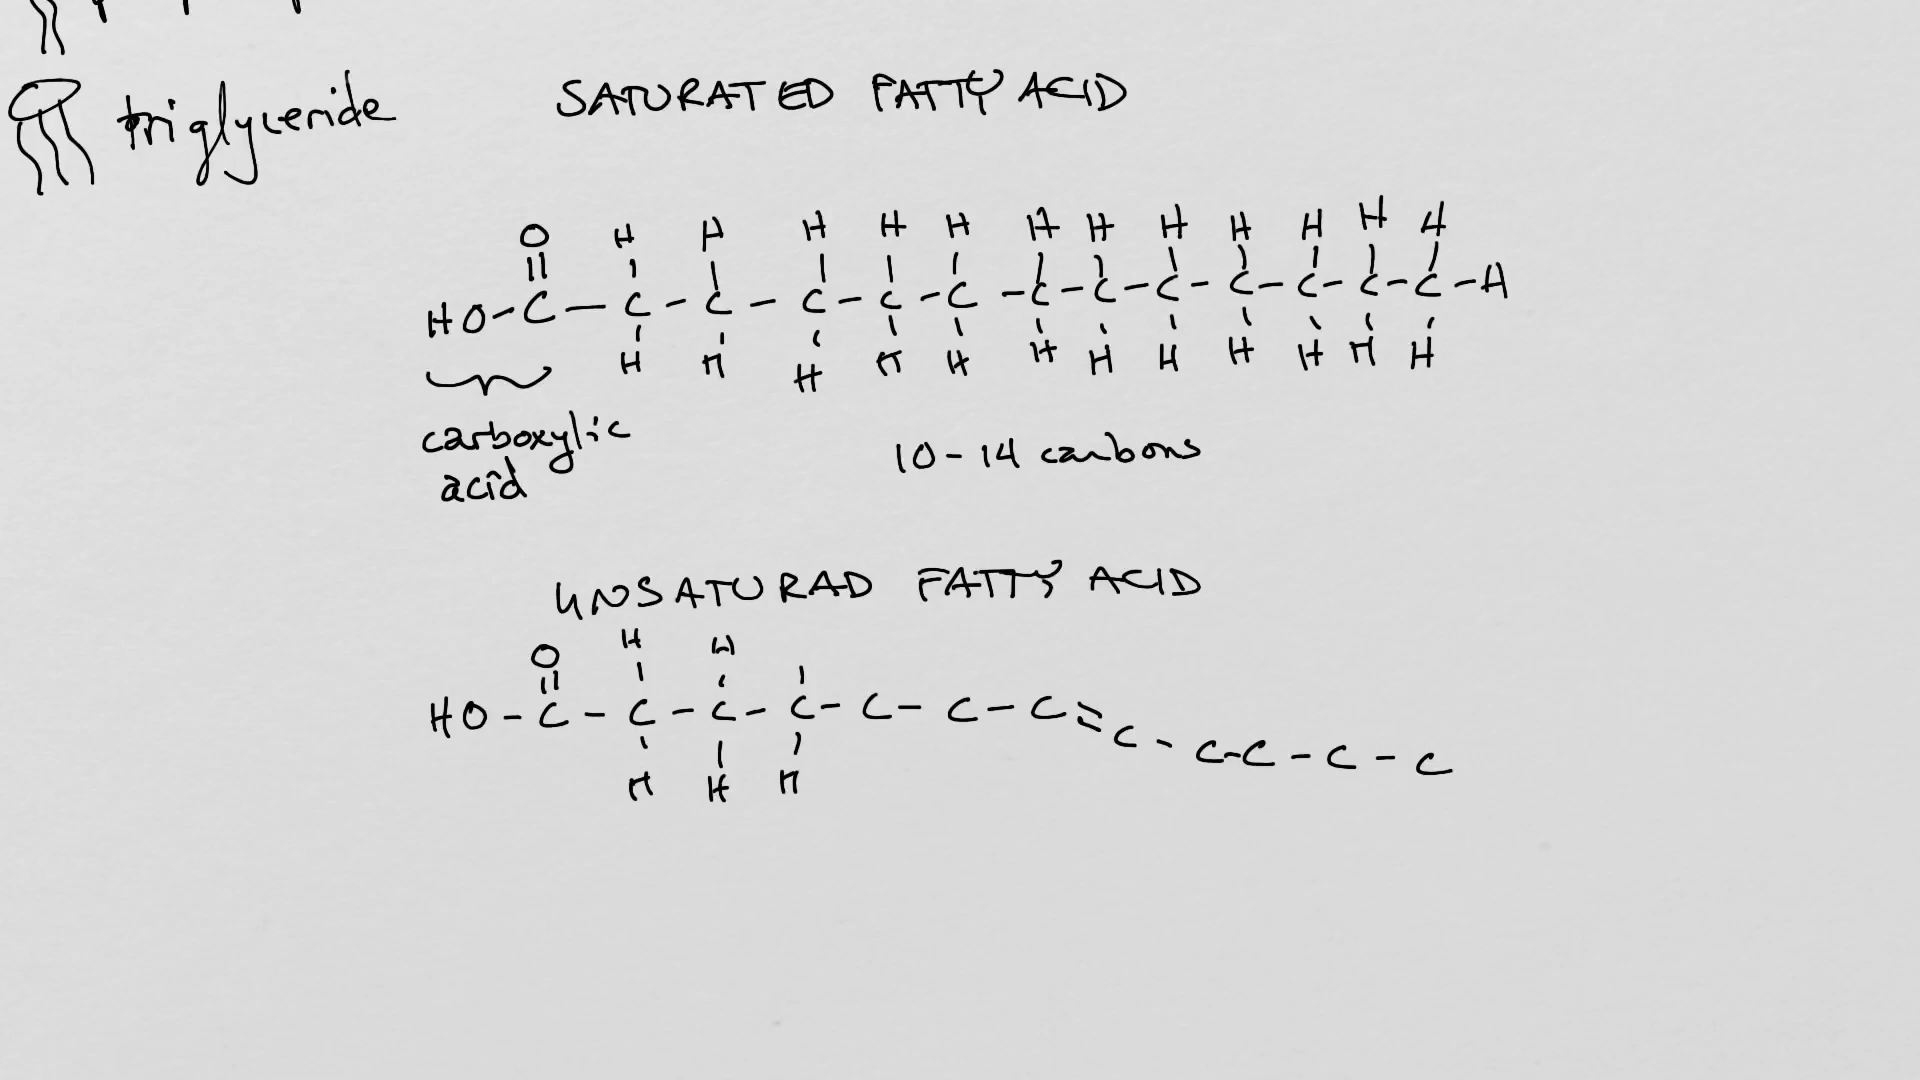 triglyceride
SATURATED FATTY ACID
O H H H H H H H H H H H H
HO-C-C-C-C-C-C-C-C-C-C-C-C-C-H
H H H H H H H H H H H H
carboxylic
acid
10-14 carbons
UNSATURAD FATTY ACID
O H H
HO-C-C-C-C-C-C-C=C-C-C-C-C
H H H